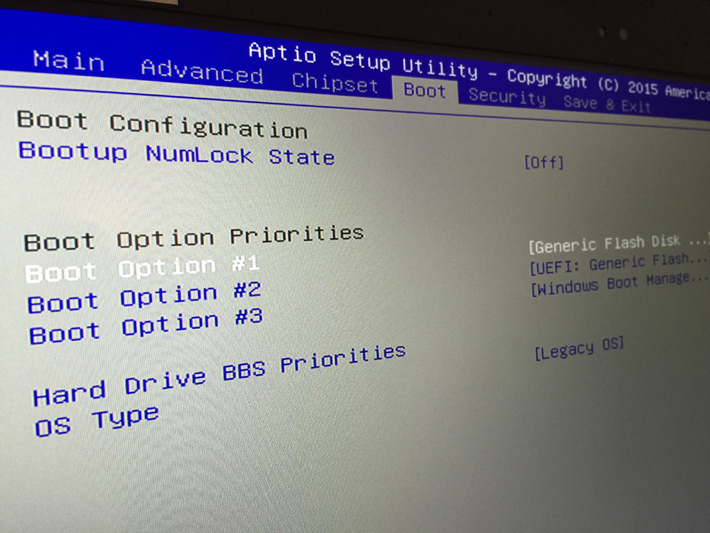 Aptio Setup Utility - Copyright (C) 2015 America
Main Advanced Chipset Boot Security Save & Exit
Boot Configuration
Bootup NumLock State [Off]
Boot Option Priorities
Boot Option #1 [Generic Flash Disk ...]
Boot Option #2 [UEFI: Generic Flash...
Boot Option #3 [Windows Boot Manage...
Hard Drive BBS Priorities
OS Type [Legacy OS]